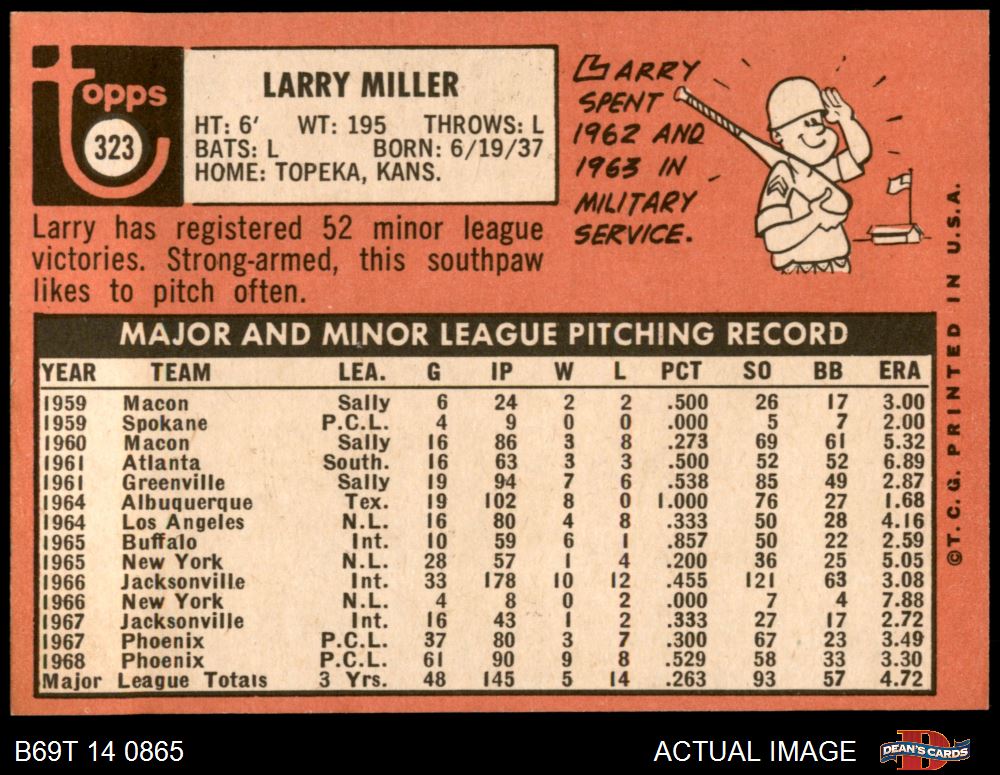 topps
323
LARRY MILLER
HT: 6' WT: 195 THROWS: L
BATS: L BORN: 6/19/37
HOME: TOPEKA, KANS.
Larry has registered 52 minor league
victories. Strong-armed, this southpaw
likes to pitch often.
LARRY
SPENT
1962 AND
1963 IN
MILITARY
SERVICE.
MAJOR AND MINOR LEAGUE PITCHING RECORD
YEAR TEAM LEA. G IP W L PCT SO BB ERA
1959 Macon Sally 6 24 2 2 .500 26 17 3.00
1959 Spokane P.C.L. 4 9 0 0 .000 5 7 2.00
1960 Macon Sally 16 86 3 8 .273 69 61 5.32
1961 Atlanta South. 16 63 3 3 .500 52 52 6.89
1961 Greenville Sally 19 94 7 6 .538 85 49 2.87
1964 Albuquerque Tex. 19 102 8 0 1.000 76 27 1.68
1964 Los Angeles N.L. 16 80 4 8 .333 50 28 4.16
1965 Buffalo Int. 10 59 6 1 .857 50 22 2.59
1965 New York N.L. 28 57 1 4 .200 36 25 5.05
1966 Jacksonville Int. 33 178 10 12 .455 121 63 3.08
1966 New York N.L. 4 8 0 2 .000 7 4 7.88
1967 Jacksonville Int. 16 43 1 2 .333 27 17 2.72
1967 Phoenix P.C.L. 37 80 3 7 .300 67 23 3.49
1968 Phoenix P.C.L. 61 90 9 8 .529 58 33 3.30
Major League Totals 3 Yrs. 48 145 5 14 .263 93 57 4.72
©T.C.G. PRINTED IN U.S.A.
B69T 14 0865 ACTUAL IMAGE
DEAN'S CARDS